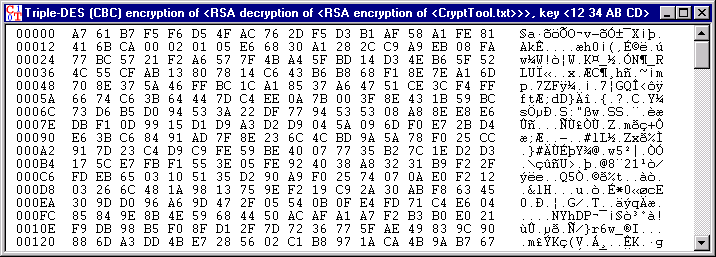 Triple-DES (CBC) encryption of <RSA decryption of <RSA encryption of <CryptTool.txt>>>, key <12 34 AB CD>
00000 A7 61 B7 F5 F6 D5 4F AC 76 2D F5 D3 B1 AF 58 A1 FE 81 §a·õöÕO¬v-õÓ±¯X¡þ.
00012 41 6B CA 00 02 01 05 E6 68 30 A1 28 2C C9 A9 EB 08 FA AkÊ....æh0¡(,É©ë.ú
00024 77 BC 57 21 F2 A6 57 7F 4B A4 5F BD 14 D3 4E B6 5F 52 w¼W!ò¦W.K¤_½.ÓN¶_R
00036 4C 55 CF AB 13 80 78 14 C6 43 B6 B8 68 F1 8E 7E A1 6D LUÏ«..x.ÆC¶¸hñ.~¡m
00048 70 8E 37 5A 46 FF BC 1C A1 85 37 A6 47 51 CE 3C F4 FF p.7ZFÿ¼.¡.7¦GQÎ<ôÿ
0005A 66 74 C6 3B 64 44 7D C4 EE 0A 7B 00 3F 8E 43 1B 59 BC ftÆ;dD}Äî.{.?.C.Y¼
0006C 73 D6 B5 D0 94 53 3A 22 DF 77 94 53 53 08 A8 8E E8 E6 sÖµÐ.S:"ßw.SS.¨.èæ
0007E DB F1 0D 99 15 D1 D9 A3 D2 D9 04 5A 09 6D F0 E7 2B D4 Ûñ...ÑÙ£ÒÙ.Z.mðç+Ô
00090 E6 3B C6 84 91 AD 7F 8E 23 6C 4C BD 9A 5A 78 F0 25 CC æ;Æ..-..#lL½.Zxð%Ì
000A2 91 7D 23 C4 D9 C9 FE 59 BE 40 07 77 35 B2 7C 1E D2 D3 .}#ÄÙÉþY¾@.w5²|.ÒÓ
000B4 17 5C E7 FB F1 55 3E 05 FE 92 40 38 A8 32 31 B9 F2 2F .\çûñU>.þ.@8¨21¹ò/
000C6 FD EB 65 03 10 51 35 D2 90 A9 F0 25 74 07 0A E0 F2 12 ýëe..Q5Ò.©ð%t..àò.
000D8 03 26 6C 48 1A 98 13 75 9E F2 19 C9 2A 30 AB F8 63 45 .&lH...u.ò.É*0«øcE
000EA 30 9D D0 96 A6 9D 47 2F 05 54 0B 0F E4 FD 71 C4 E6 04 0.Ð.¦.G/.T..äýqÄæ.
000FC 85 84 9E 8B 4E 59 68 44 50 AC AF A1 A7 F2 B3 B0 E0 21 ....NYhDP¬¯¡§ò³°à!
0010E F9 DB 98 B5 F0 8F D1 2F 7D 72 36 77 5F AE 49 83 9C 90 ùÛ.µð.Ñ/}r6w_®I...
00120 88 6D A3 DD 4B E7 28 56 02 C1 B8 97 1A CA 4B 9A B7 67 .m£ÝKç(V.Á¸..ÊK.·g